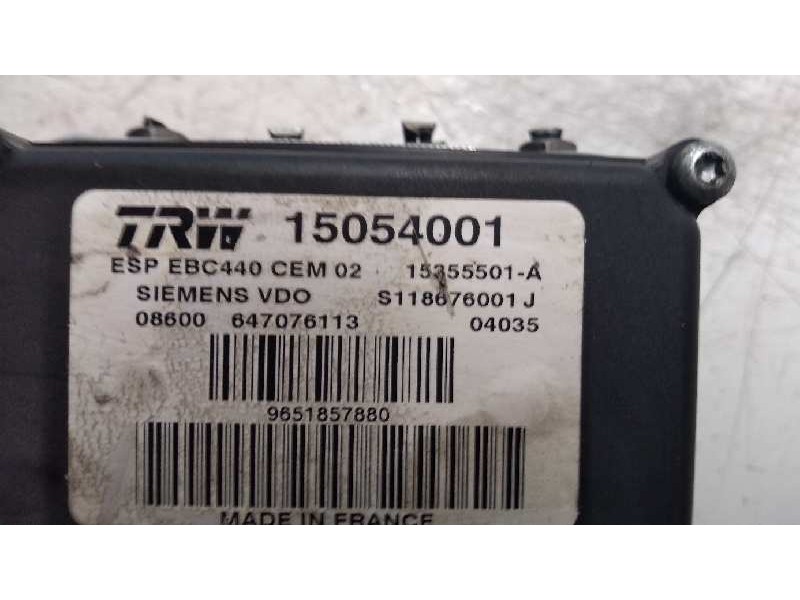 TRW 15054001
ESP EBC440 CEM 02 15355501-A
SIEMENS VDO S118676001 J
08600 647076113 04035
9651857880
MADE IN FRANCE